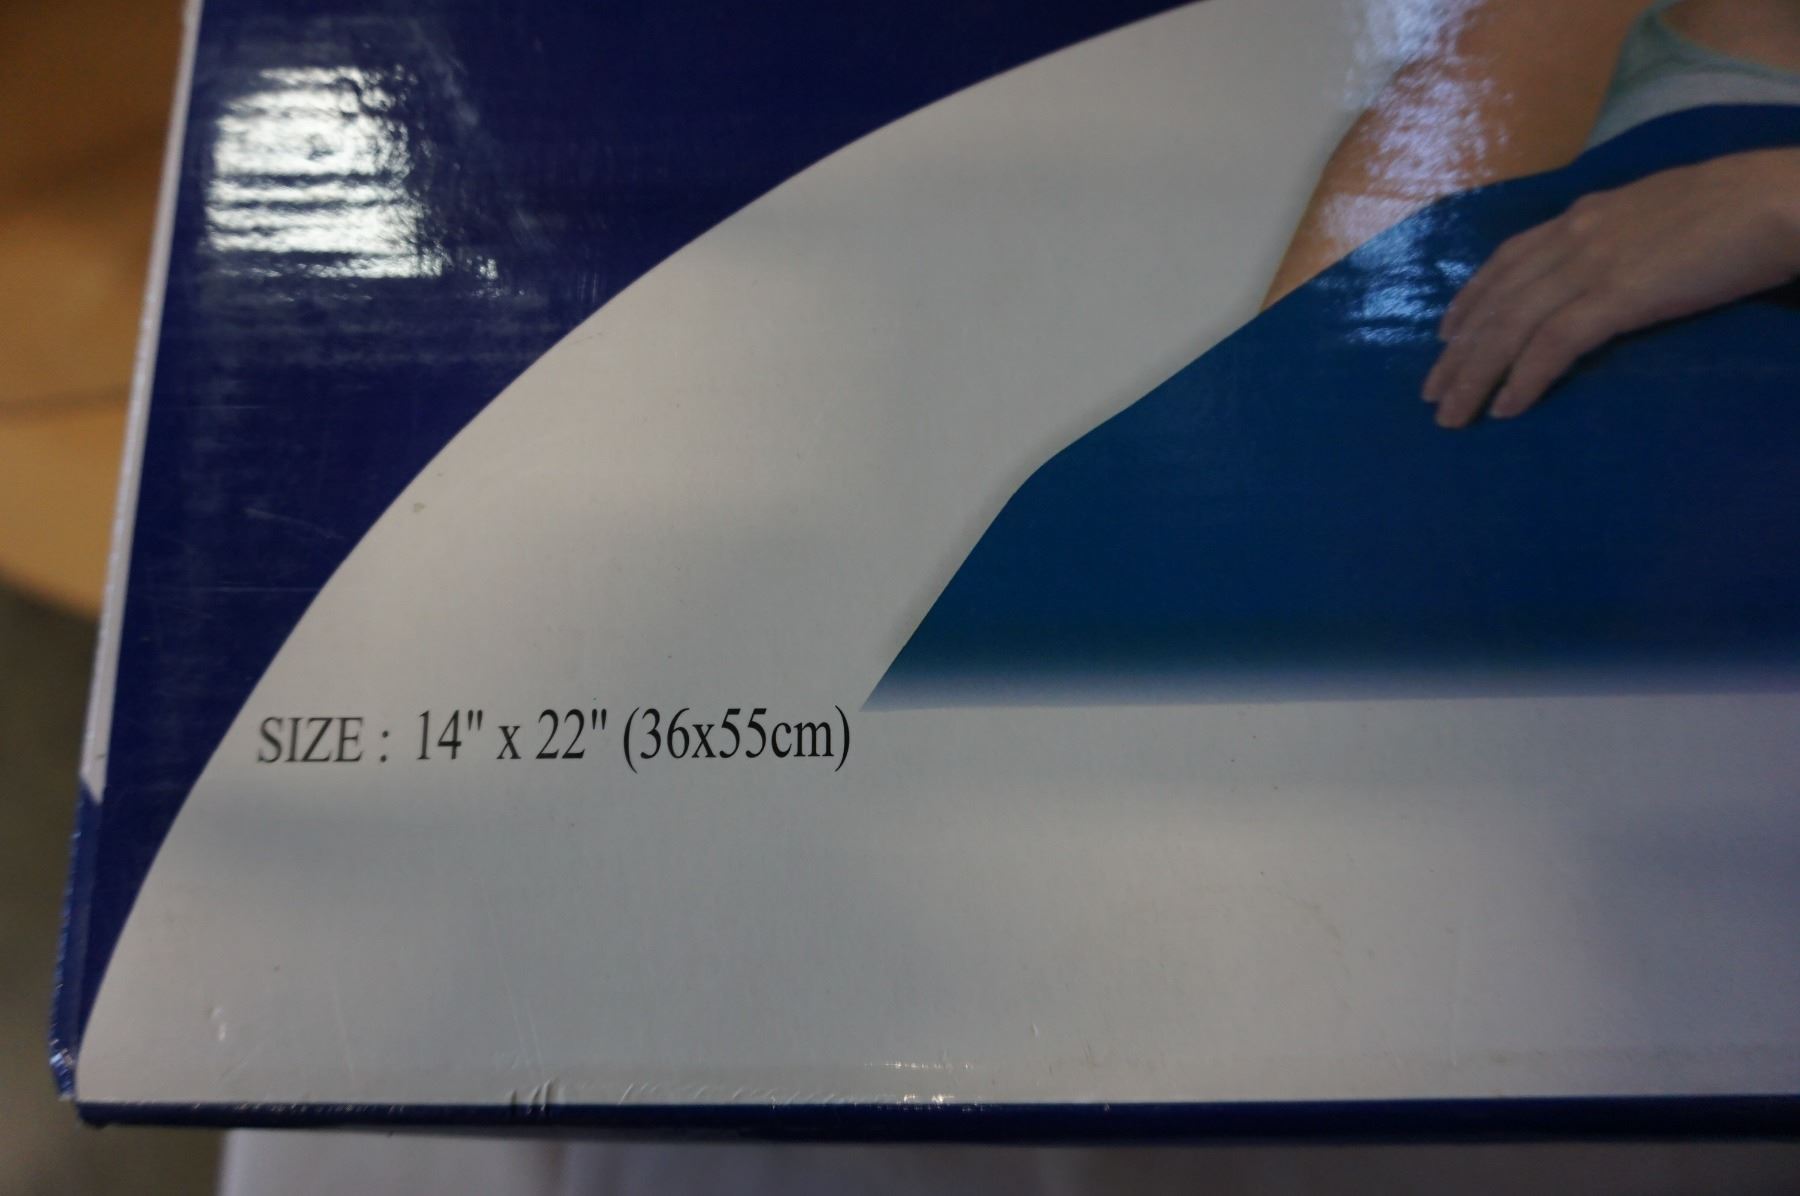 SIZE : 14" x 22" (36x55cm)